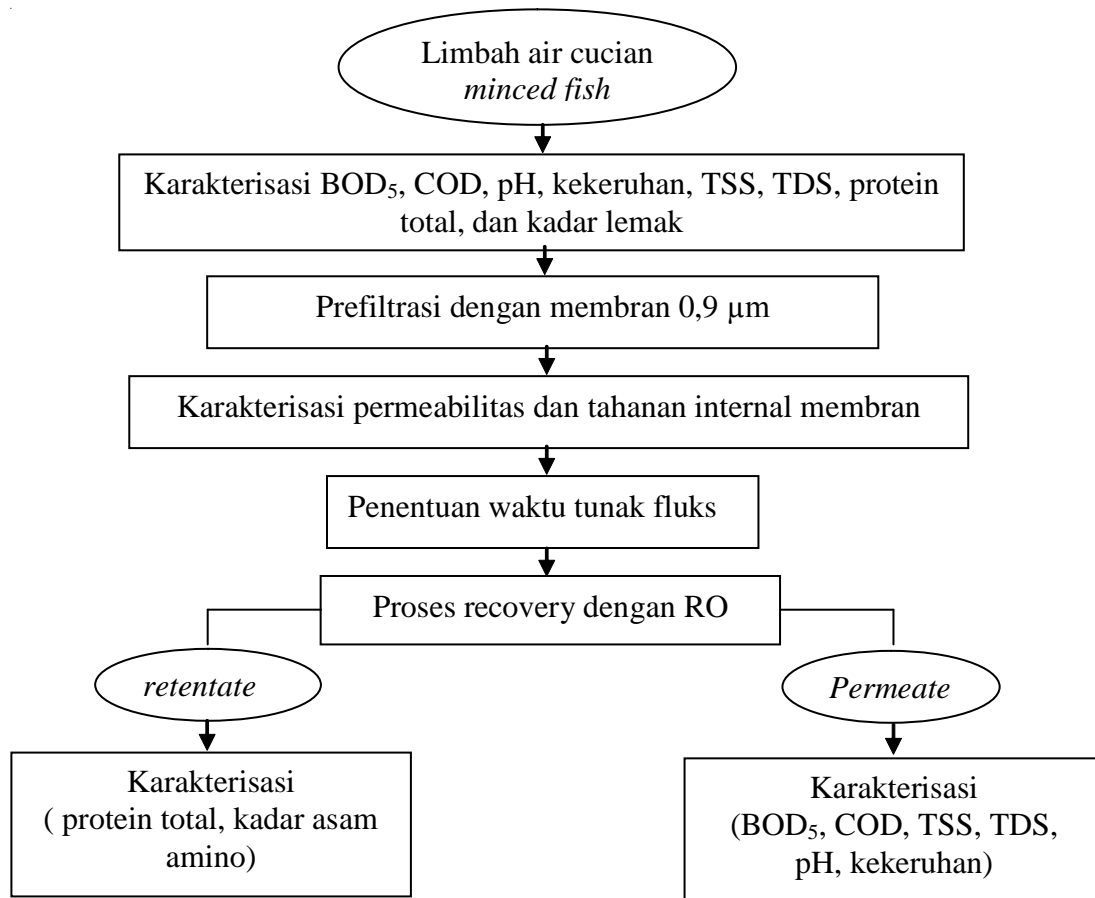 Limbah air cucian
minced fish
Karakterisasi BOD₅, COD, pH, kekeruhan, TSS, TDS, protein
total, dan kadar lemak
Prefiltrasi dengan membran 0,9 µm
Karakterisasi permeabilitas dan tahanan internal membran
Penentuan waktu tunak fluks
Proses recovery dengan RO
retentate
Permeate
Karakterisasi
( protein total, kadar asam
amino)
Karakterisasi
(BOD₅, COD, TSS, TDS,
pH, kekeruhan)